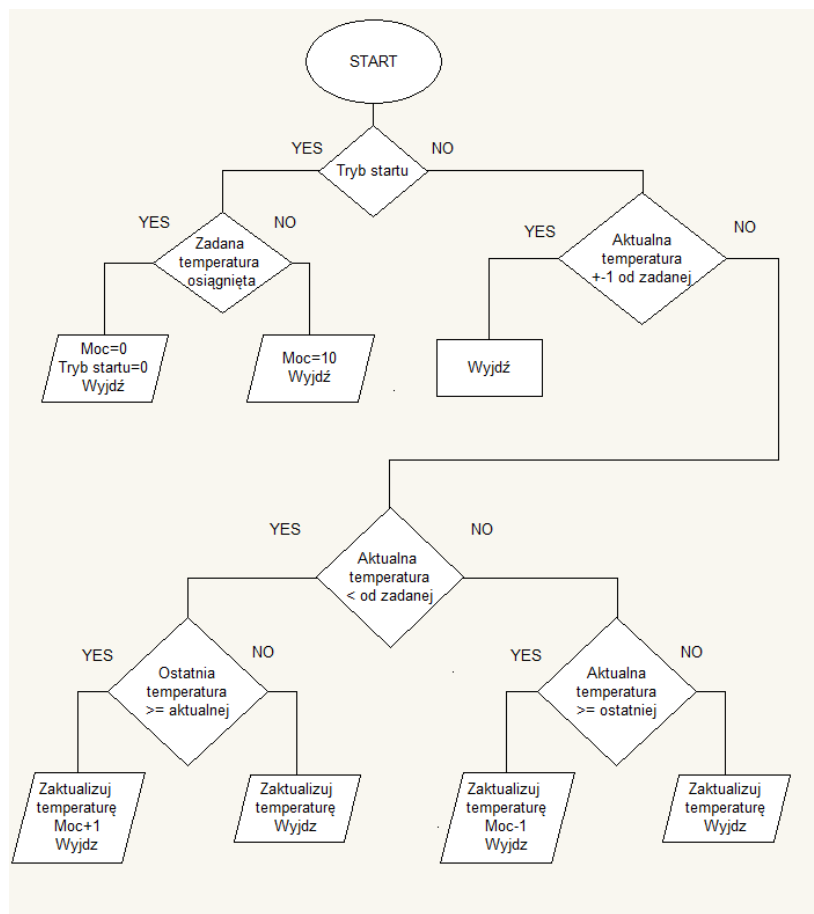 START
YES
NO
Tryb startu
YES
NO
Zadana
temperatura
osiągnięta
YES
NO
Aktualna
temperatura
+-1 od zadanej
Moc=0
Tryb startu=0
Wyjdź
Moc=10
Wyjdź
Wyjdź
YES
NO
Aktualna
temperatura
< od zadanej
YES
NO
Ostatnia
temperatura
>= aktualnej
YES
NO
Aktualna
temperatura
>= ostatniej
Zaktualizuj
temperaturę
Moc+1
Wyjdz
Zaktualizuj
temperaturę
Wyjdz
Zaktualizuj
temperaturę
Moc-1
Wyjdz
Zaktualizuj
temperaturę
Wyjdz